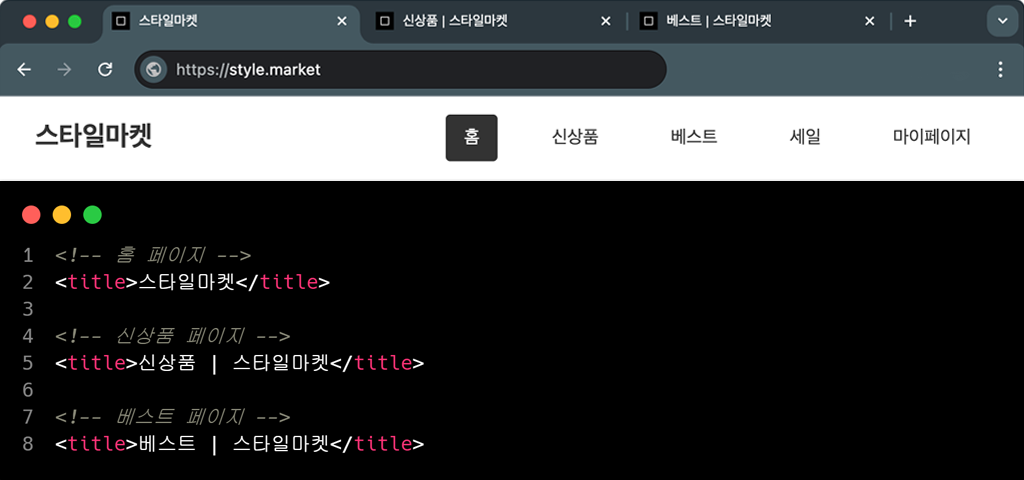 스타일마켓
신상품 | 스타일마켓
베스트 | 스타일마켓
https://style.market
스타일마켓
홈 신상품 베스트 세일 마이페이지
1 <!-- 홈 페이지 -->
2 <title>스타일마켓</title>
3
4 <!-- 신상품 페이지 -->
5 <title>신상품 | 스타일마켓</title>
6
7 <!-- 베스트 페이지 -->
8 <title>베스트 | 스타일마켓</title>